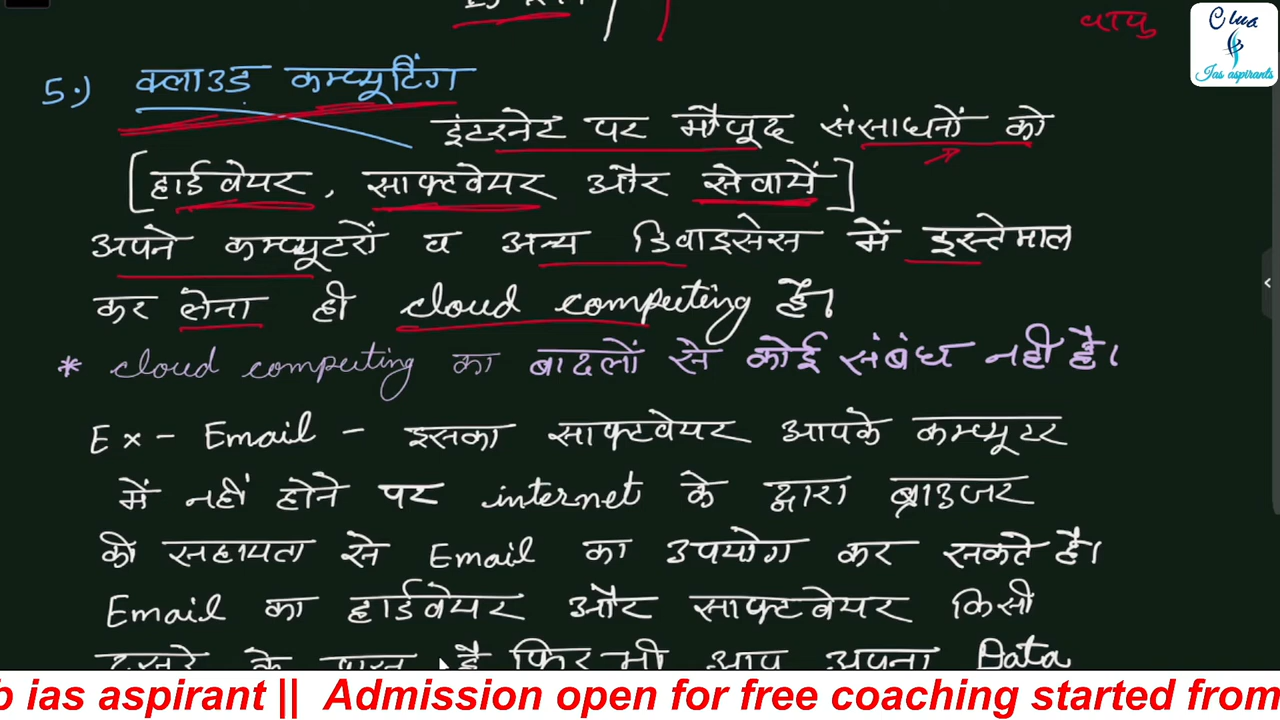 वायु
Club
Ias aspirants
5.) क्लाउड कम्प्यूटिंग
इंटरनेट पर मौजूद संसाधनों को
[हार्डवेयर, साफ्टवेयर और सेवायें]
अपने कम्प्यूटरों व अन्य डिवाइसेस में इस्तेमाल
कर लेना ही cloud computing है।
* cloud computing का बादलों से कोई संबंध नहीं है।
Ex - Email - इसका साफ्टवेयर आपके कम्प्यूटर
में नहीं होने पर internet के द्वारा ब्राउजर
की सहायता से Email का उपयोग कर सकते है।
Email का हार्डवेयर और साफ्टवेयर किसी
दूसरे के पास है फिर भी आप अपना Data
b ias aspirant || Admission open for free coaching started from